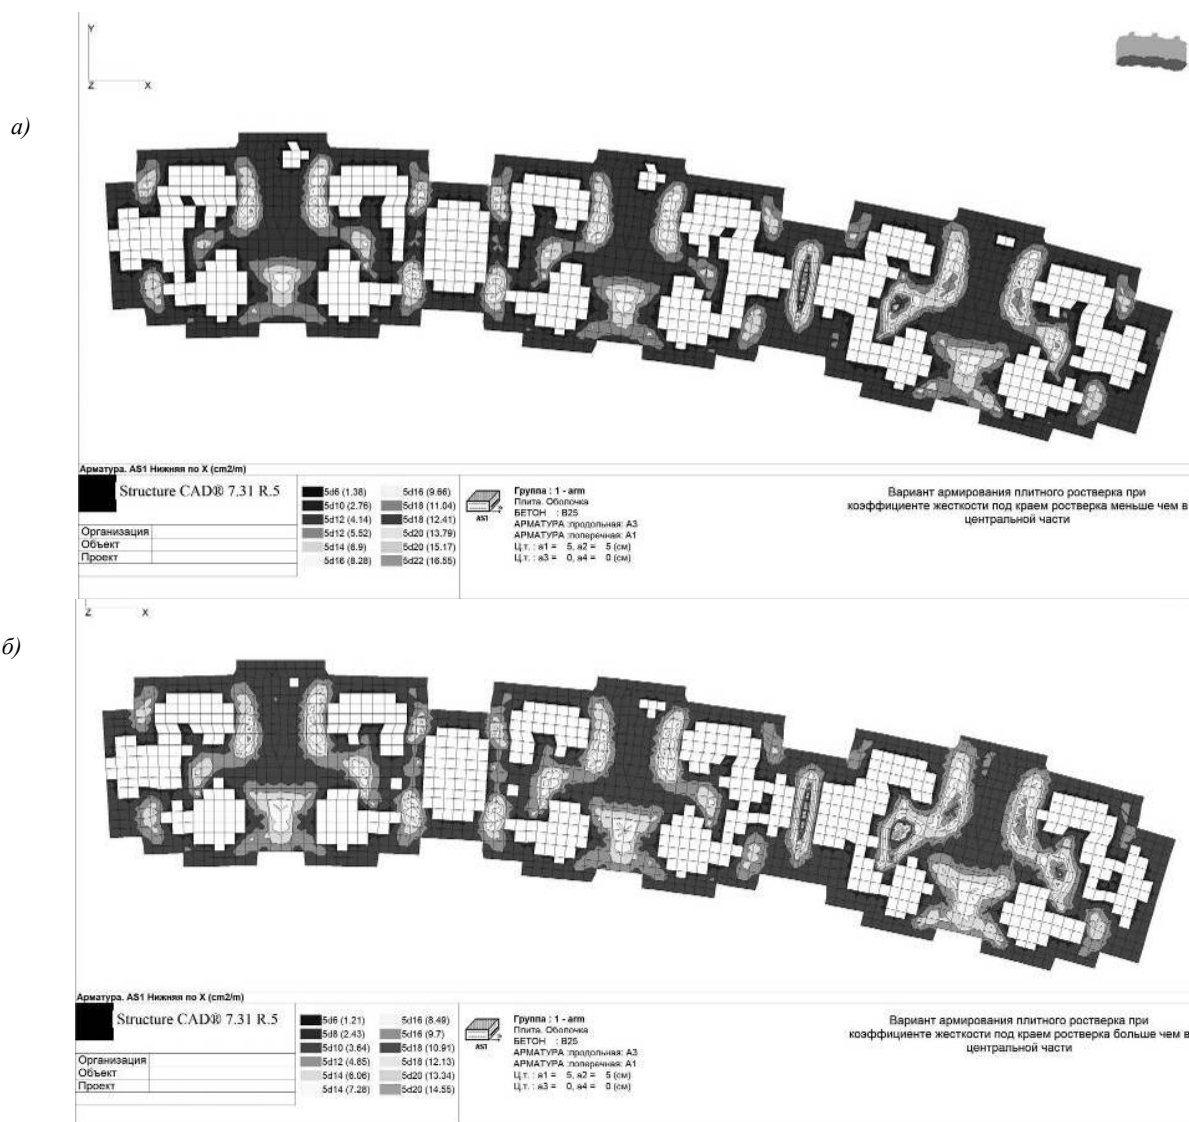 Y
Z X
а)
Арматура. AS1 Нижняя по X (cm2/m)
Structure CAD® 7.31 R.5
Организация
Объект
Проект
5d6 (1.38) 5d16 (9.66)
5d10 (2.76) 5d18 (11.04)
5d12 (4.14) 5d18 (12.41)
5d12 (5.52) 5d20 (13.79)
5d14 (6.9) 5d20 (15.17)
5d16 (8.28) 5d22 (16.55)
AS1
Группа : 1 - arm
Плита. Оболочка
БЕТОН : B25
АРМАТУРА :продольная: A3
АРМАТУРА :поперечная: A1
Ц.т. : a1 = 5, a2 = 5 (см)
Ц.т. : a3 = 0, a4 = 0 (см)
Вариант армирования плитного ростверка при
коэффициенте жесткости под краем ростверка меньше чем в
центральной части
Z X
б)
Арматура. AS1 Нижняя по X (cm2/m)
Structure CAD® 7.31 R.5
Организация
Объект
Проект
5d6 (1.21) 5d16 (8.49)
5d8 (2.43) 5d16 (9.7)
5d10 (3.64) 5d18 (10.91)
5d12 (4.85) 5d18 (12.13)
5d14 (6.06) 5d20 (13.34)
5d14 (7.28) 5d20 (14.55)
AS1
Группа : 1 - arm
Плита. Оболочка
БЕТОН : B25
АРМАТУРА :продольная: A3
АРМАТУРА :поперечная: A1
Ц.т. : a1 = 5, a2 = 5 (см)
Ц.т. : a3 = 0, a4 = 0 (см)
Вариант армирования плитного ростверка при
коэффициенте жесткости под краем ростверка больше чем в
центральной части